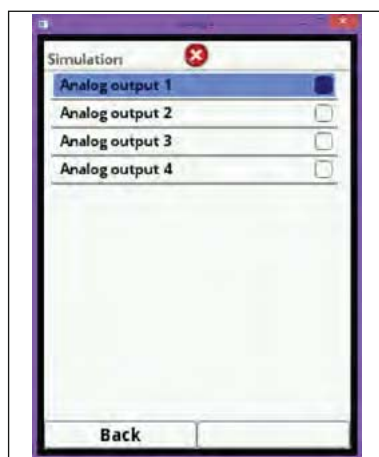 Simulation
Analog output 1
Analog output 2
Analog output 3
Analog output 4
Back